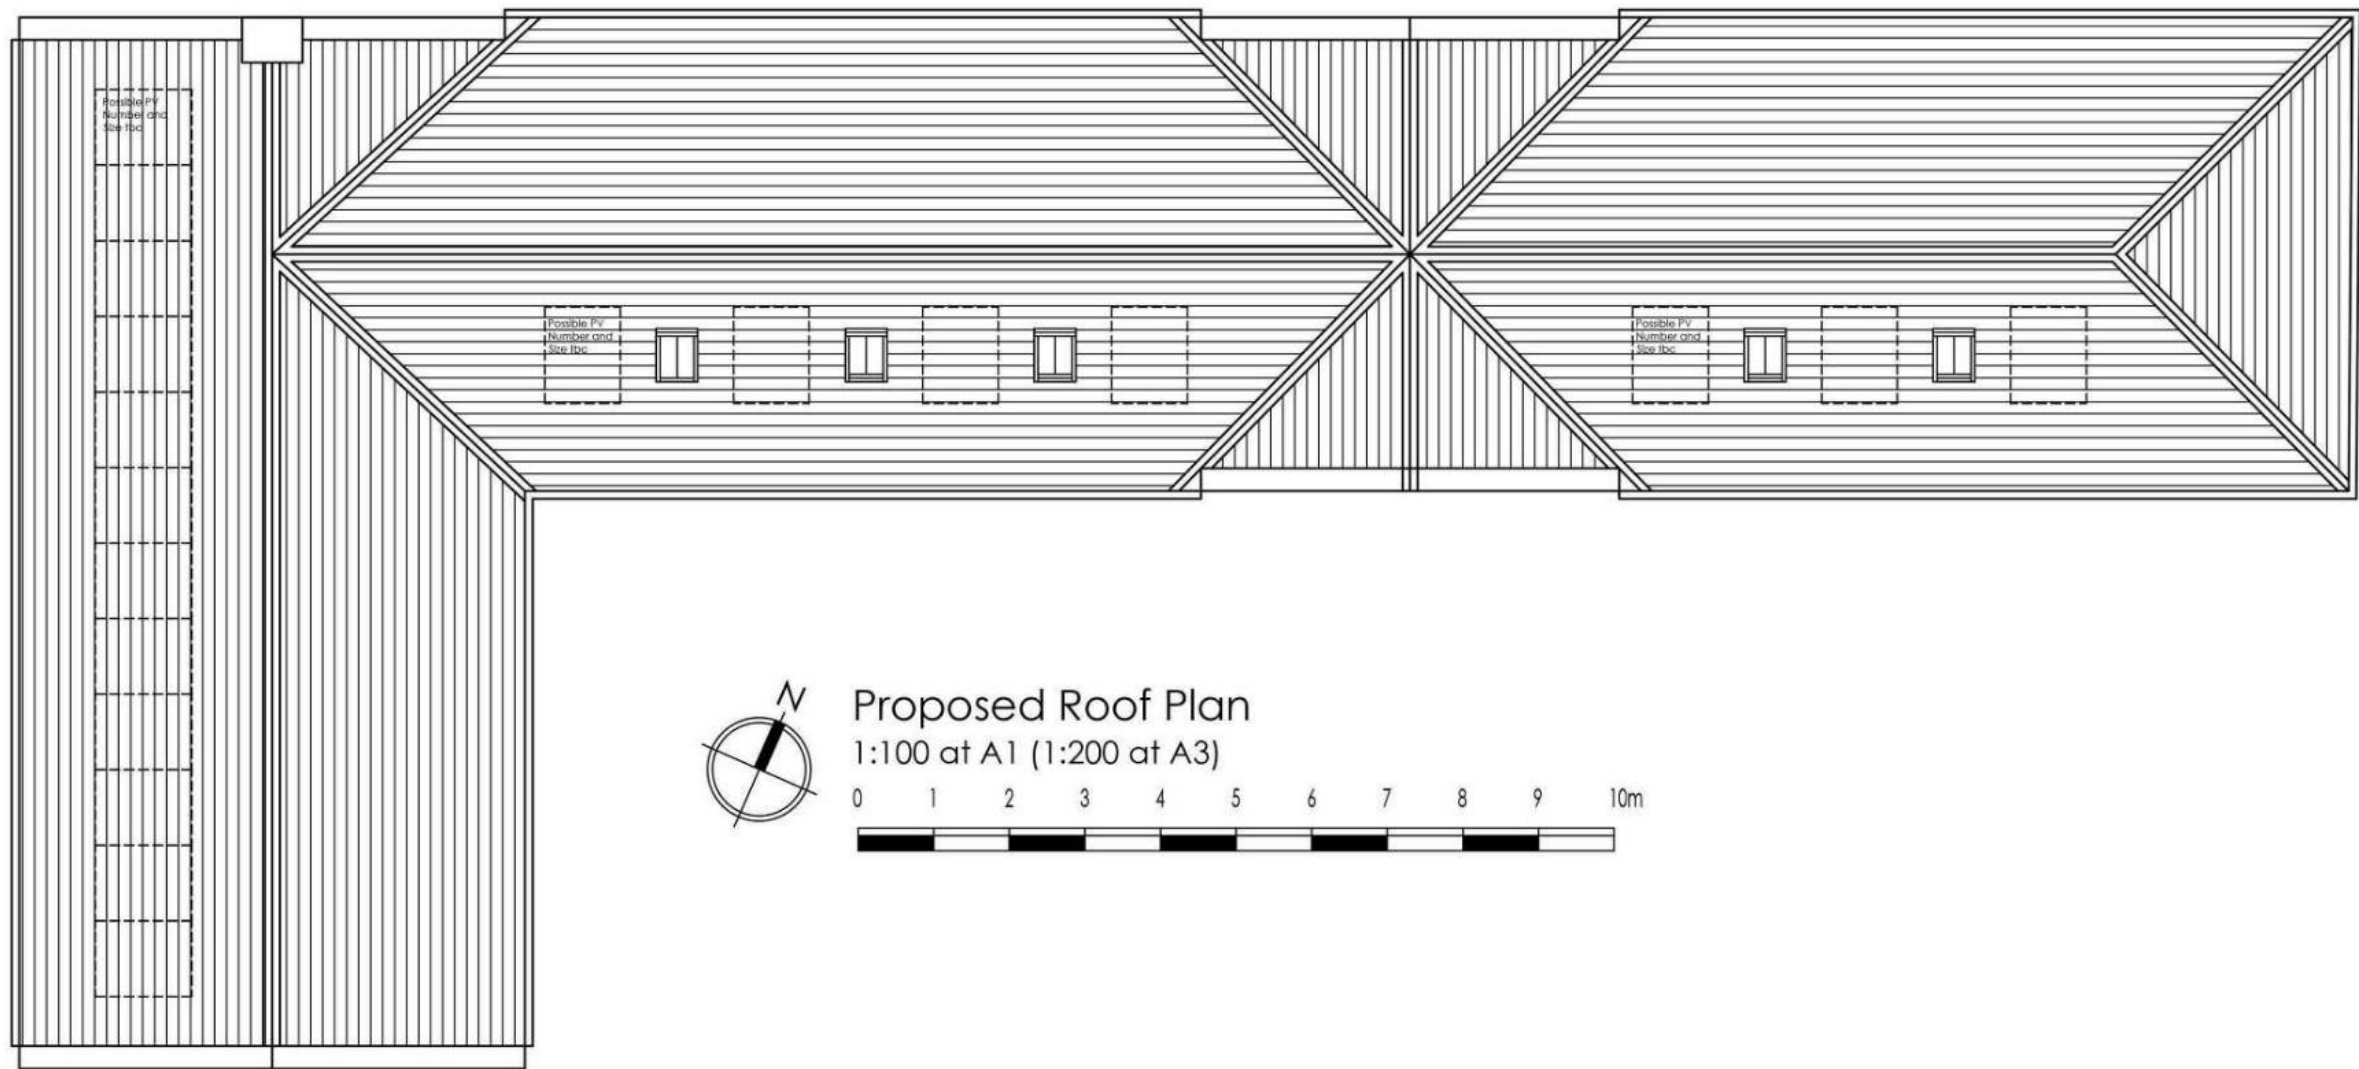 Possible PV
Number and
Size tbc
Possible PV
Number and
Size tbc
Possible PV
Number and
Size tbc
N
Proposed Roof Plan
1:100 at A1 (1:200 at A3)
0 1 2 3 4 5 6 7 8 9 10m